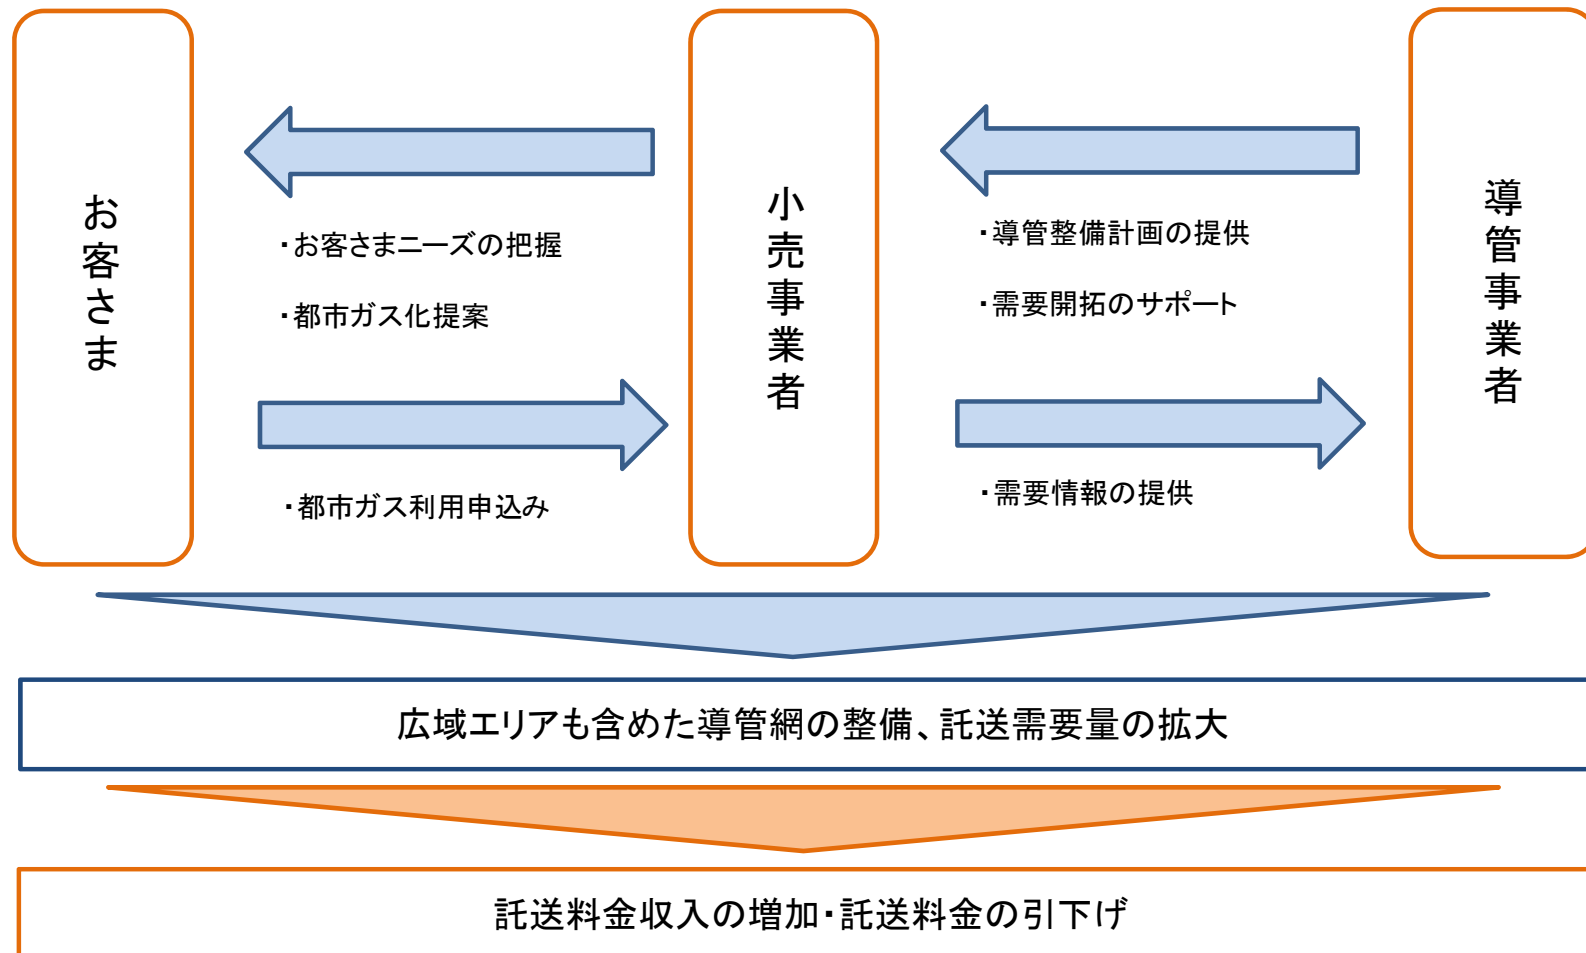 お客さま
・お客さまニーズの把握
・都市ガス化提案
・都市ガス利用申込み
小売事業者
・導管整備計画の提供
・需要開拓のサポート
・需要情報の提供
導管事業者
広域エリアも含めた導管網の整備、託送需要量の拡大
託送料金収入の増加・託送料金の引下げ